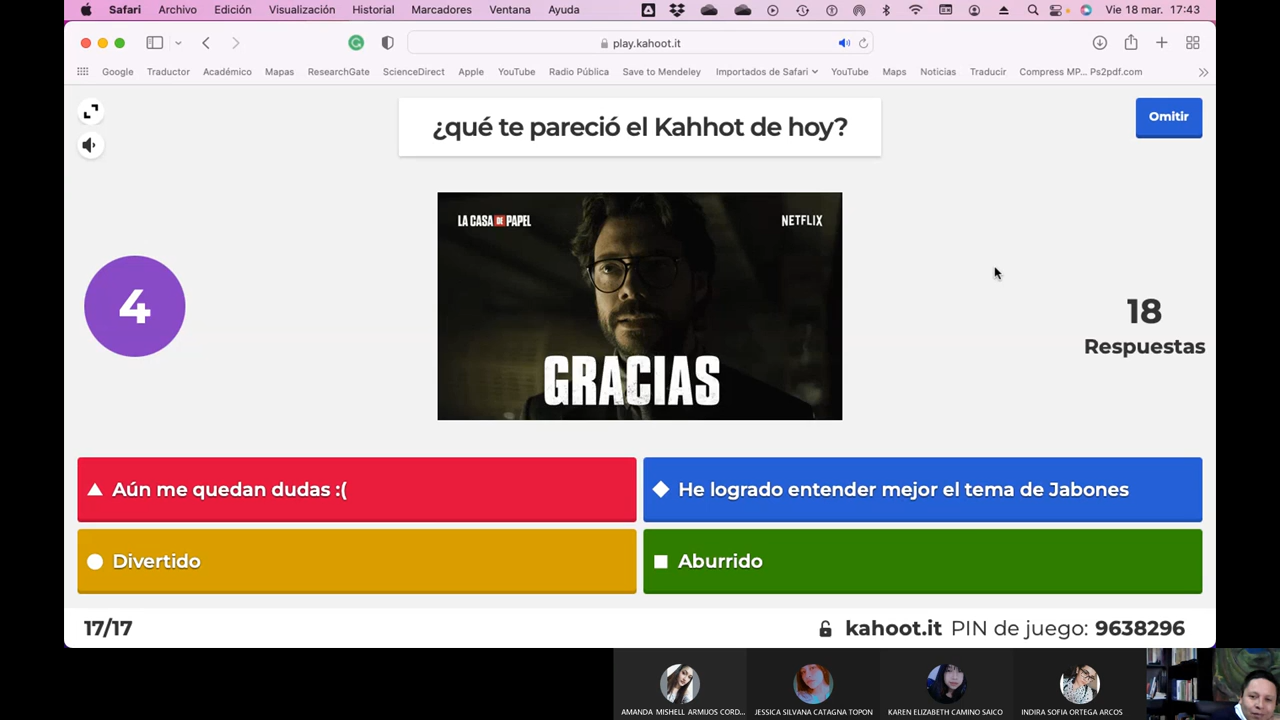 Safari Archivo Edición Visualización Historial Marcadores Ventana Ayuda Vie 18 mar. 17:43
play.kahoot.it
Google Traductor Académico Mapas ResearchGate ScienceDirect Apple YouTube Radio Pública Save to Mendeley Importados de Safari YouTube Maps Noticias Traducir Compress MP... Ps2pdf.com
¿qué te pareció el Kahhot de hoy?
Omitir
LA CASA DE PAPEL
NETFLIX
4
18
Respuestas
GRACIAS
Aún me quedan dudas :(
He logrado entender mejor el tema de Jabones
Divertido
Aburrido
17/17
kahoot.it PIN de juego: 9638296
AMANDA MISHELL ARMIJOS CORD...
JESSICA SILVANA CATAGNA TOPON
KAREN ELIZABETH CAMINO SAICO
INDIRA SOFIA ORTEGA ARCOS